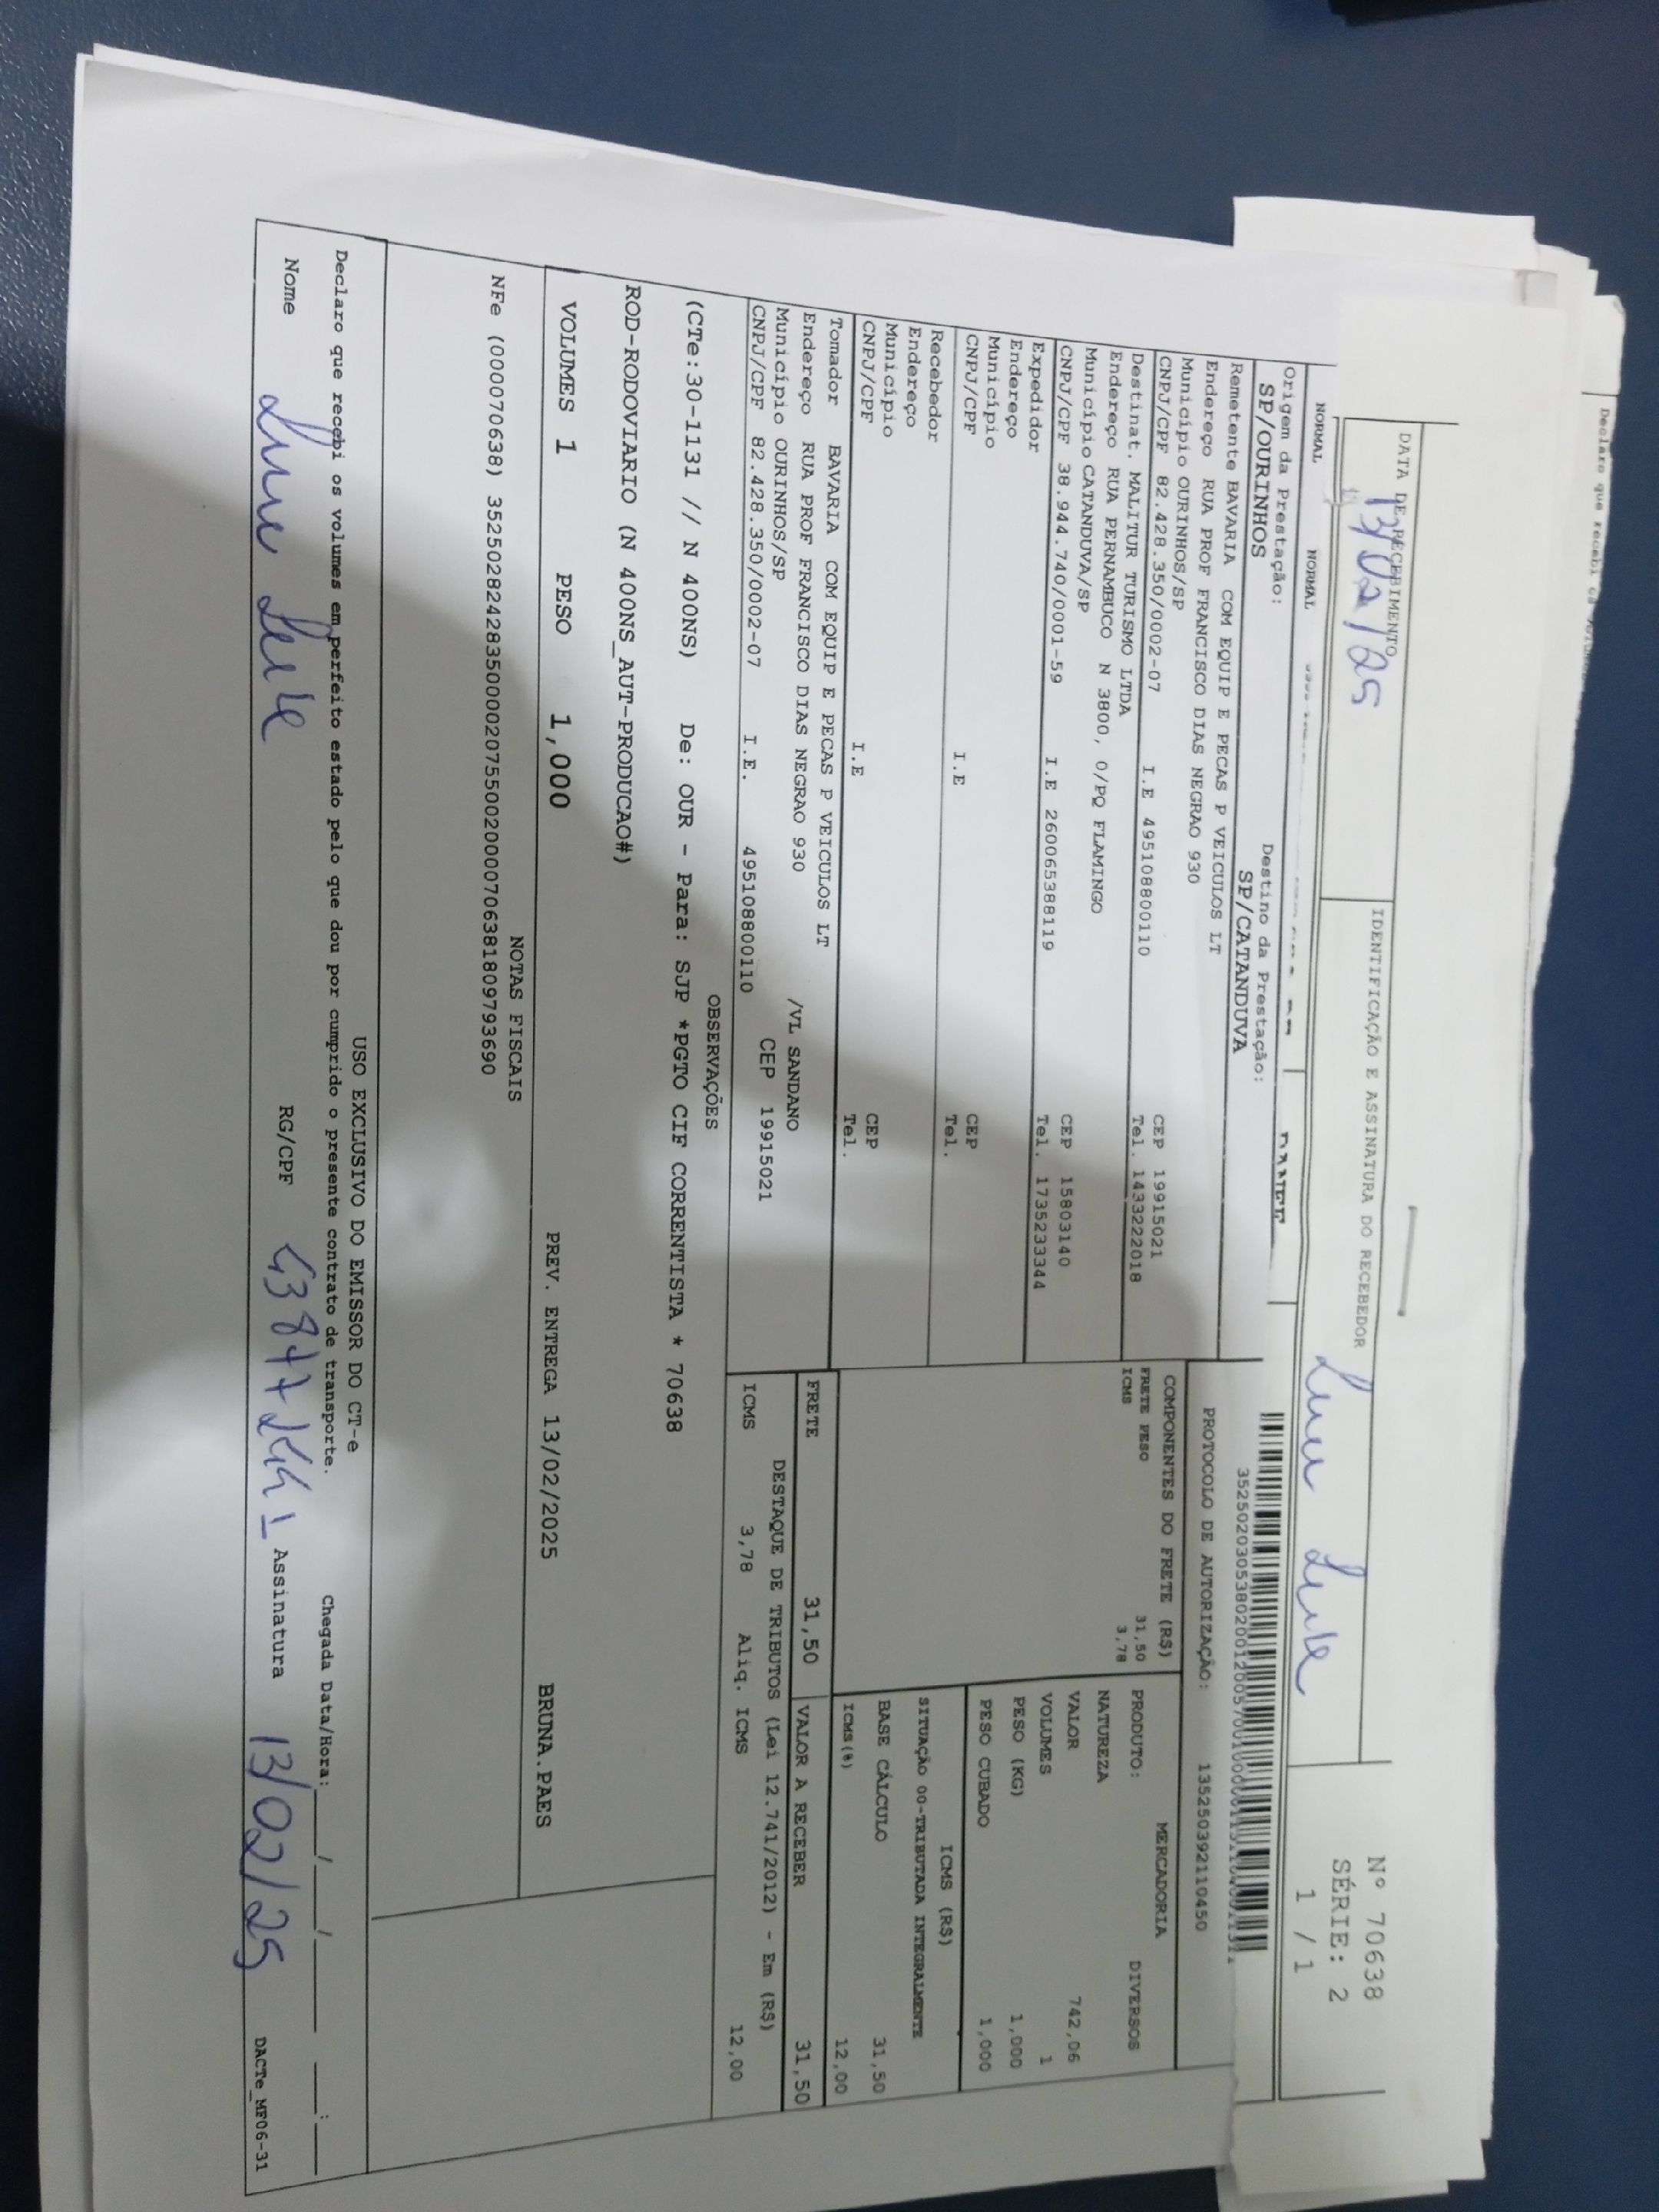 Declaro que recebi os
DATA DE RECEBIMENTO
13/02/25
IDENTIFICAÇÃO E ASSINATURA DO RECEBEDOR
Nº 70638
SÉRIE: 2
1 / 1
NORMAL NORMAL
Origem da Prestação: Destino da Prestação:
SP/OURINHOS SP/CATANDUVA
Remetente BAVARIA COM EQUIP E PECAS P VEICULOS LT
Endereço RUA PROF FRANCISCO DIAS NEGRAO 930
Município OURINHOS/SP CEP 19915021
CNPJ/CPF 82.428.350/0002-07 I.E 495108800110 Tel. 1433222018
Destinat. MALITUR TURISMO LTDA
Endereço RUA PERNAMBUCO N 3800, 0/PQ FLAMINGO
Município CATANDUVA/SP CEP 15803140
CNPJ/CPF 38.944.740/0001-59 I.E 260065388119 Tel. 1735233344
Expedidor
Endereço
Município CEP
CNPJ/CPF I.E Tel.
Recebedor
Endereço
Município CEP
CNPJ/CPF I.E Tel.
Tomador BAVARIA COM EQUIP E PECAS P VEICULOS LT
Endereço RUA PROF FRANCISCO DIAS NEGRAO 930 /VL SANDANO
Município OURINHOS/SP CEP 19915021
CNPJ/CPF 82.428.350/0002-07 I.E. 495108800110
PROTOCOLO DE AUTORIZAÇÃO: 135250392110450
COMPONENTES DO FRETE (R$)
FRETE PESO 31,50
ICMS 3,78
MERCADORIA
PRODUTO: DIVERSOS
NATUREZA
VALOR 742,06
VOLUMES 1
PESO (KG) 1,000
PESO CUBADO 1,000
ICMS (R$)
SITUAÇÃO 00-TRIBUTADA INTEGRALMENTE
BASE CÁLCULO 31,50
ICMS(%) 12,00
FRETE 31,50 VALOR A RECEBER 31,50
DESTAQUE DE TRIBUTOS (Lei 12.741/2012) - Em (R$)
ICMS 3,78 Aliq. ICMS 12,00
OBSERVAÇÕES
(CTe:30-1131 // N 400NS) De: OUR - Para: SJP *PGTO CIF CORRENTISTA * 70638
ROD-RODOVIARIO (N 400NS_AUT-PRODUCAO#)
VOLUMES 1 PESO 1,000 PREV. ENTREGA 13/02/2025 BRUNA.PAES
NOTAS FISCAIS
NFe (000070638) 35250282428350000207550020000706381809793690
USO EXCLUSIVO DO EMISSOR DO CT-e
Declaro que recebi os volumes em perfeito estado pelo que dou por cumprido o presente contrato de transporte. Chegada Data/Hora: ___/___/___ ___:___
Nome RG/CPF Assinatura 13/02/25 DACTe_MF06-31